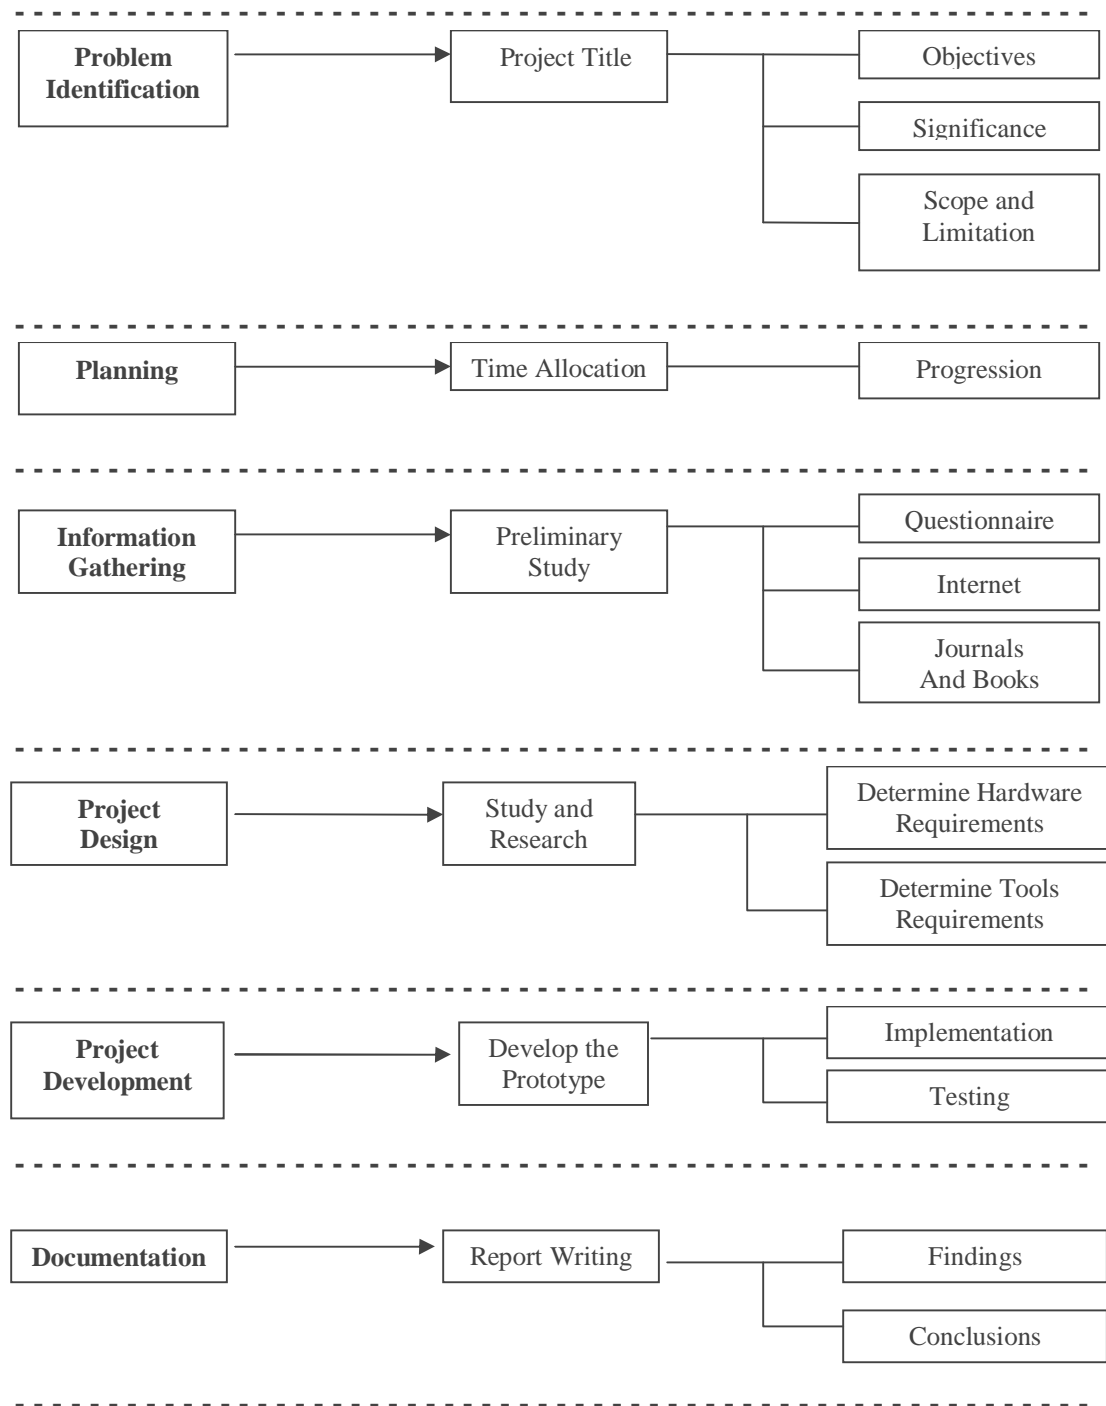 Problem
Identification
Project Title
Objectives
Significance
Scope and
Limitation
Planning
Time Allocation
Progression
Information
Gathering
Preliminary
Study
Questionnaire
Internet
Journals
And Books
Project
Design
Study and
Research
Determine Hardware
Requirements
Determine Tools
Requirements
Project
Development
Develop the
Prototype
Implementation
Testing
Documentation
Report Writing
Findings
Conclusions